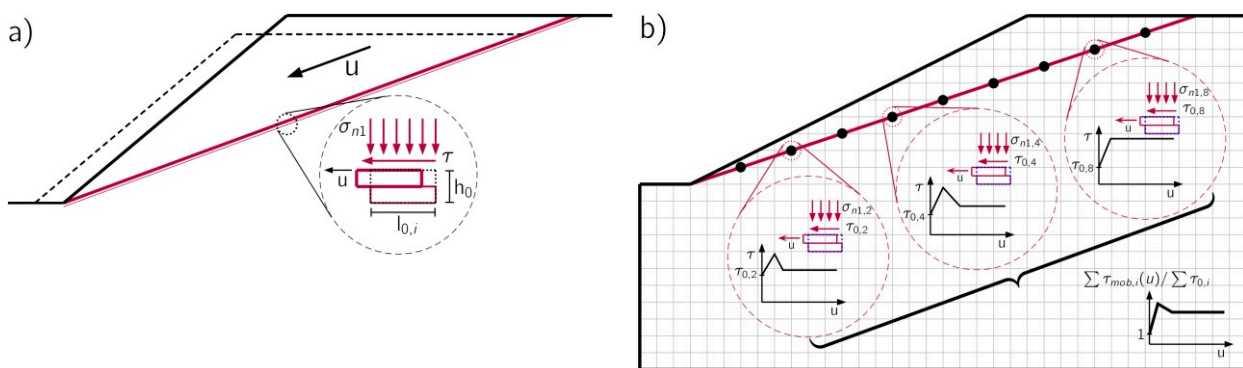 a)
u
σn1
τ
u
h0
l0,i
b)
σn1,8
τ0,8
u
τ
τ0,8
u
σn1,4
τ0,4
u
τ
τ0,4
u
σn1,2
τ0,2
u
τ
τ0,2
u
∑ τmob,i(u)/ ∑ τ0,i
1
u